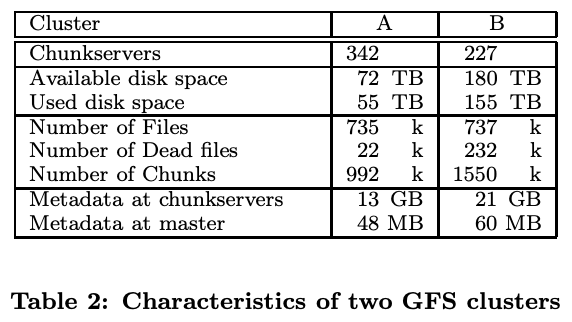 Cluster A B
Chunkservers 342 227
Available disk space 72 TB 180 TB
Used disk space 55 TB 155 TB
Number of Files 735 k 737 k
Number of Dead files 22 k 232 k
Number of Chunks 992 k 1550 k
Metadata at chunkservers 13 GB 21 GB
Metadata at master 48 MB 60 MB
Table 2: Characteristics of two GFS clusters